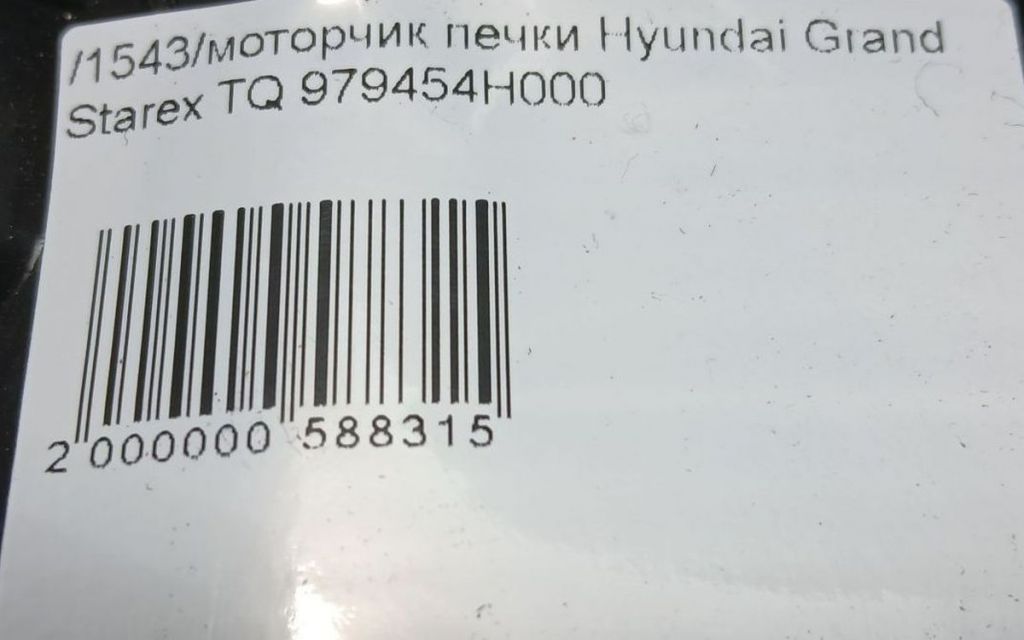 /1543/моторчик печки Hyundai Grand
Starex TQ 979454H000
2 000000 588315